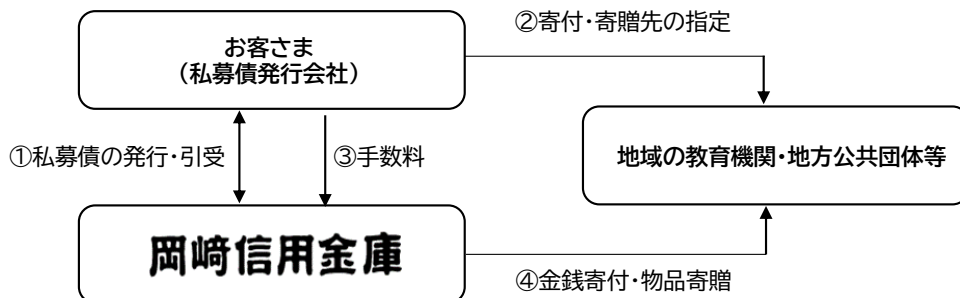 ②寄付・寄贈先の指定
お客さま
（私募債発行会社）
①私募債の発行・引受
③手数料
地域の教育機関・地方公共団体等
岡崎信用金庫
④金銭寄付・物品寄贈